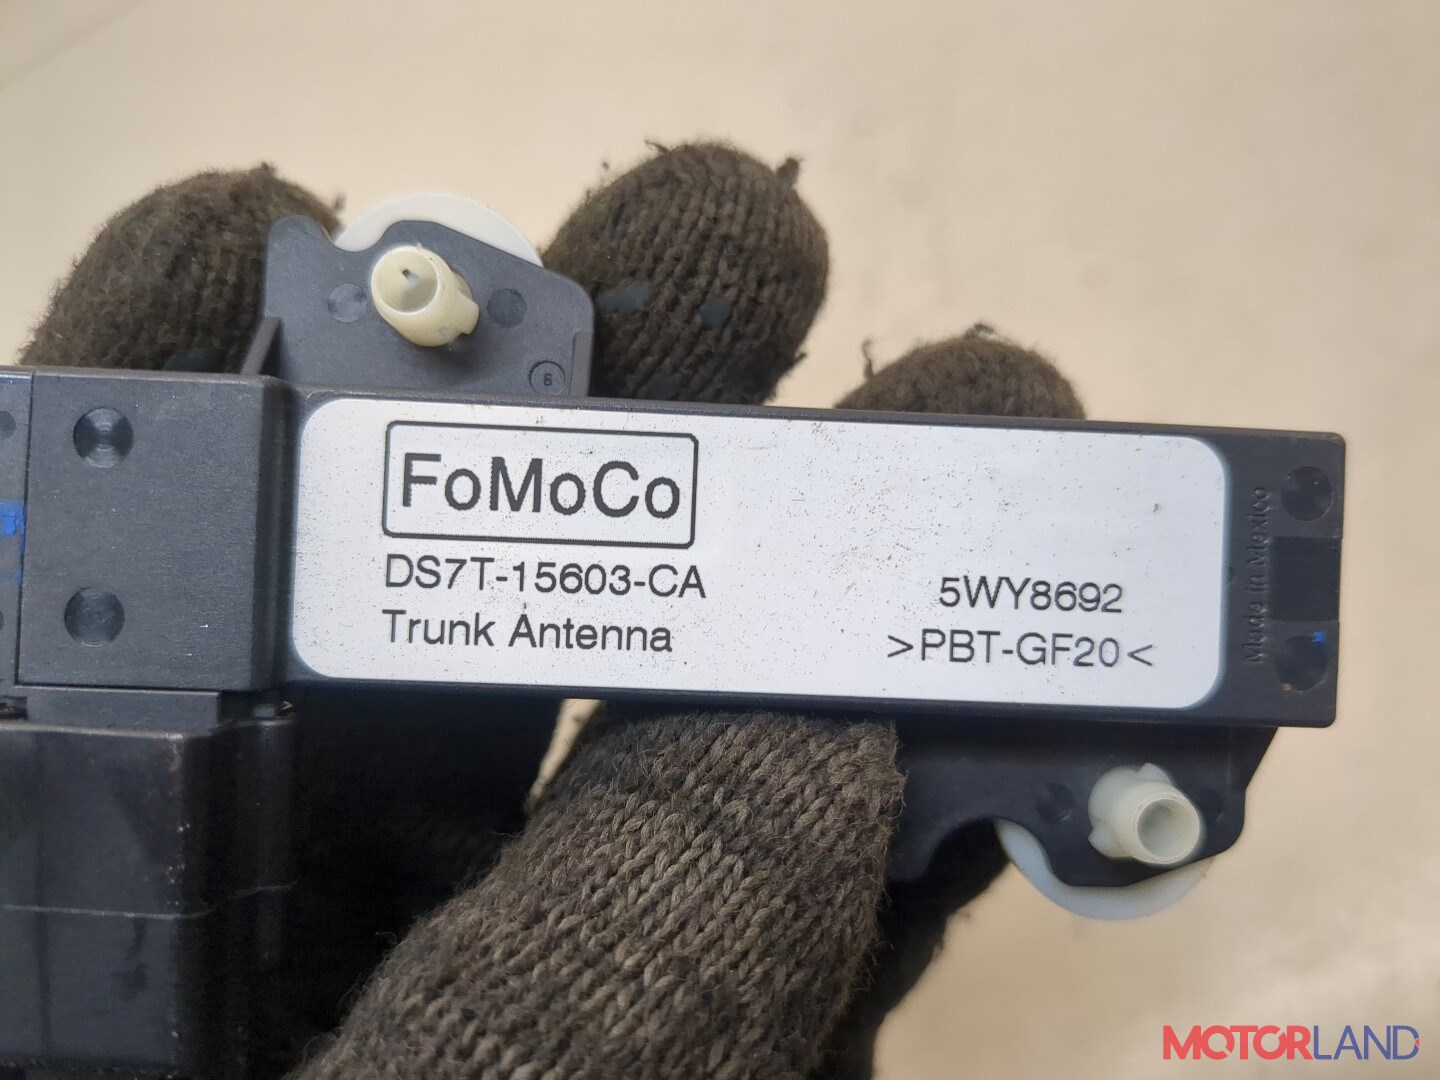 6
FoMoCo
DS7T-15603-CA
Trunk Antenna
5WY8692
>PBT-GF20<
Made in Mexico
MOTORLAND